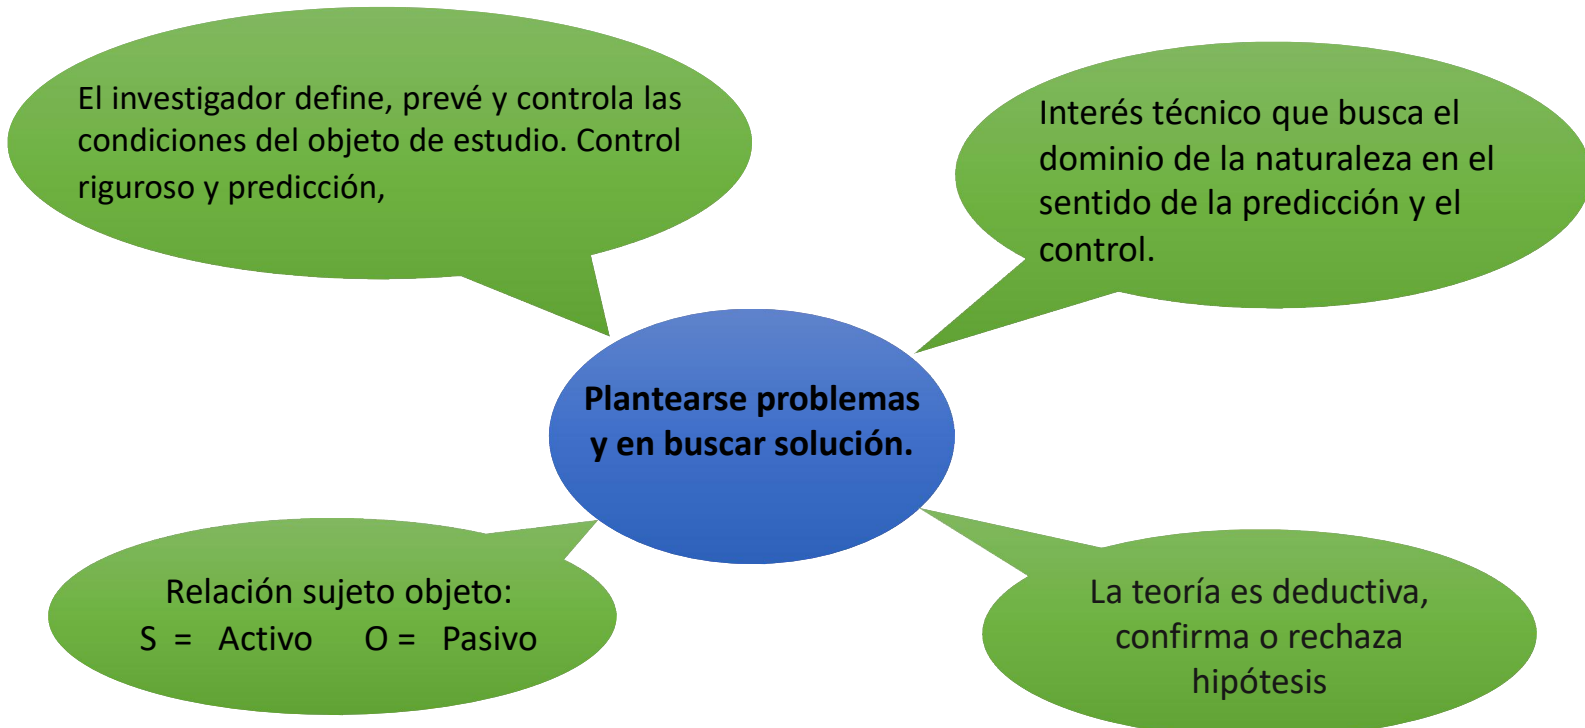 El investigador define, prevé y controla las
condiciones del objeto de estudio. Control
riguroso y predicción,
Interés técnico que busca el
dominio de la naturaleza en el
sentido de la predicción y el
control.
Plantearse problemas
y en buscar solución.
Relación sujeto objeto:
S = Activo O = Pasivo
La teoría es deductiva,
confirma o rechaza
hipótesis